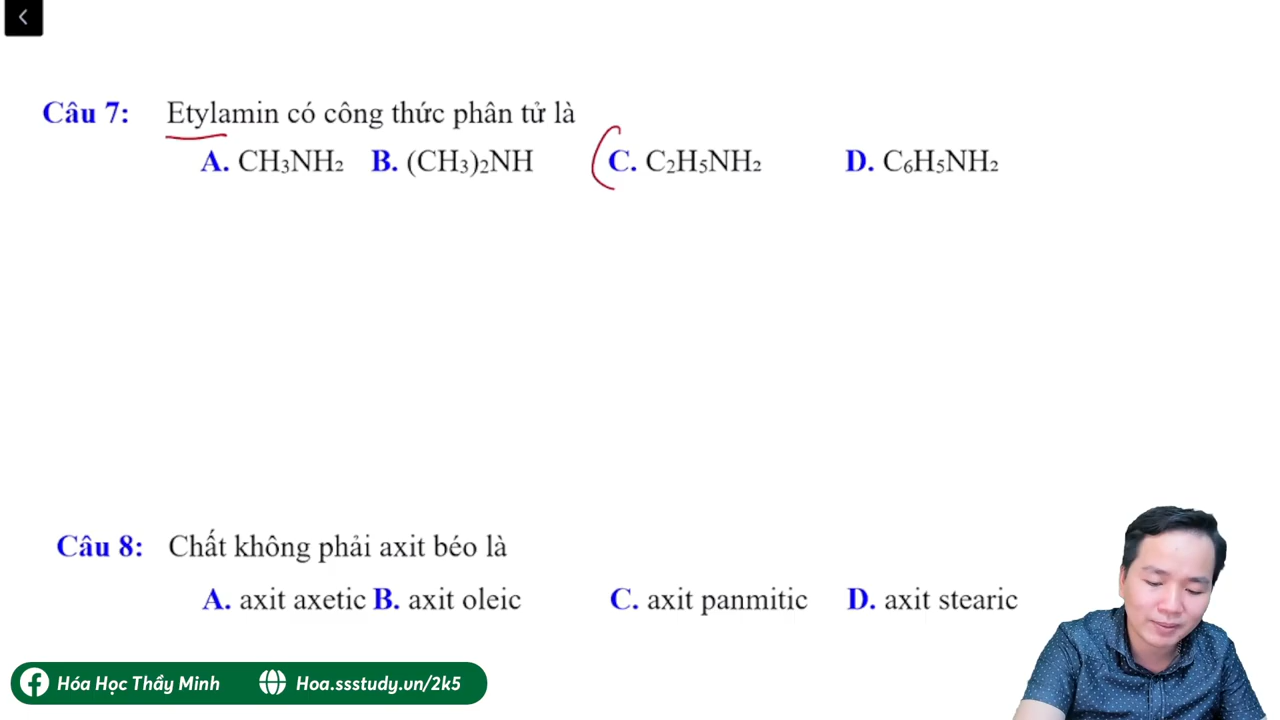 Câu 7: Etylamin có công thức phân tử là
A. CH₃NH₂ B. (CH₃)₂NH C. C₂H₅NH₂ D. C₆H₅NH₂
Câu 8: Chất không phải axit béo là
A. axit axetic B. axit oleic C. axit panmitic D. axit stearic
Hóa Học Thầy Minh Hoa.ssstudy.vn/2k5